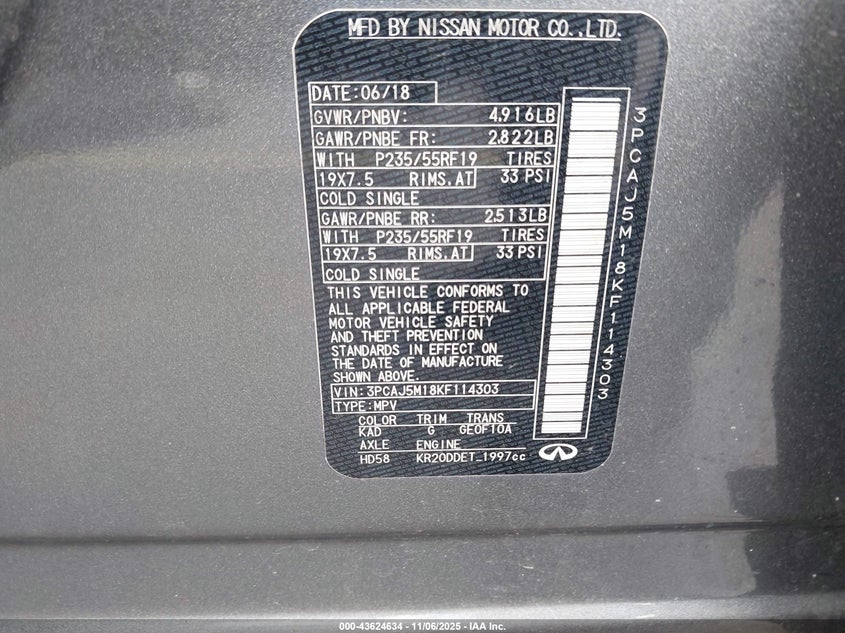 MFD BY NISSAN MOTOR CO.,LTD.
DATE:06/18
GVWR/PNBV: 4.916LB
GAWR/PNBE FR: 2.822LB
WITH P235/55RF19 TIRES
19X7.5 RIMS.AT 33 PSI
COLD SINGLE
GAWR/PNBE RR: 2.513LB
WITH P235/55RF19 TIRES
19X7.5 RIMS.AT 33 PSI
COLD SINGLE
THIS VEHICLE CONFORMS TO
ALL APPLICABLE FEDERAL
MOTOR VEHICLE SAFETY
AND THEFT PREVENTION
STANDARDS IN EFFECT ON
THE DATE OF MANUFACTURE
SHOWN ABOVE.
VIN:3PCAJ5M18KF114303
TYPE:MPV
COLOR TRIM TRANS
KAD G GE0F10A
AXLE ENGINE
HD58 KR20DDET_1997cc
3PCAJ5M18KF114303
000-43624634 - 11/06/2025 - IAA Inc.